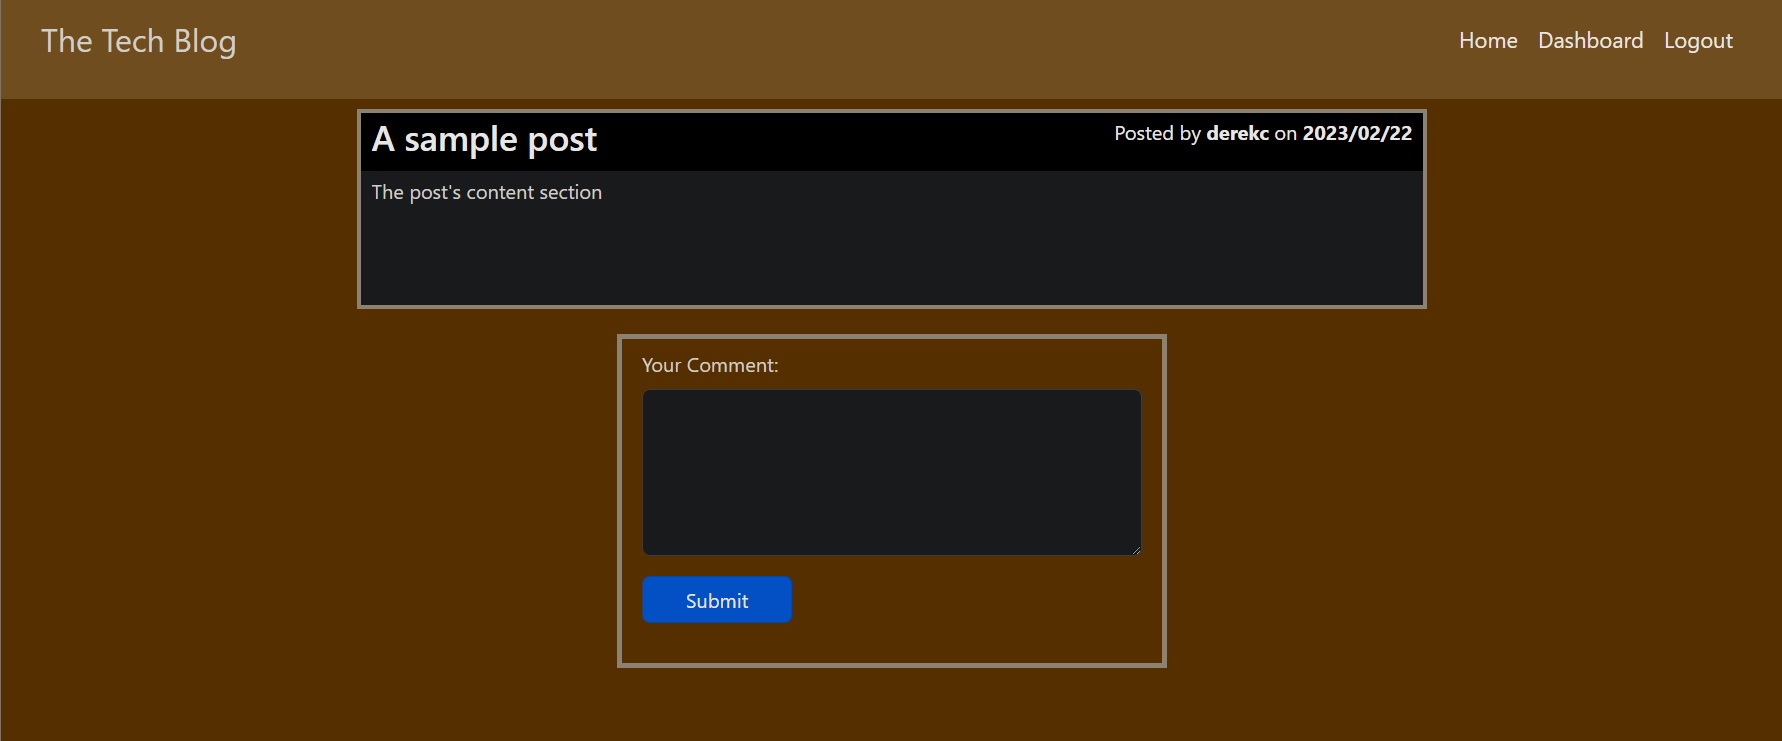 The Tech Blog
Home Dashboard Logout
A sample post
Posted by derekc on 2023/02/22
The post's content section
Your Comment:
Submit